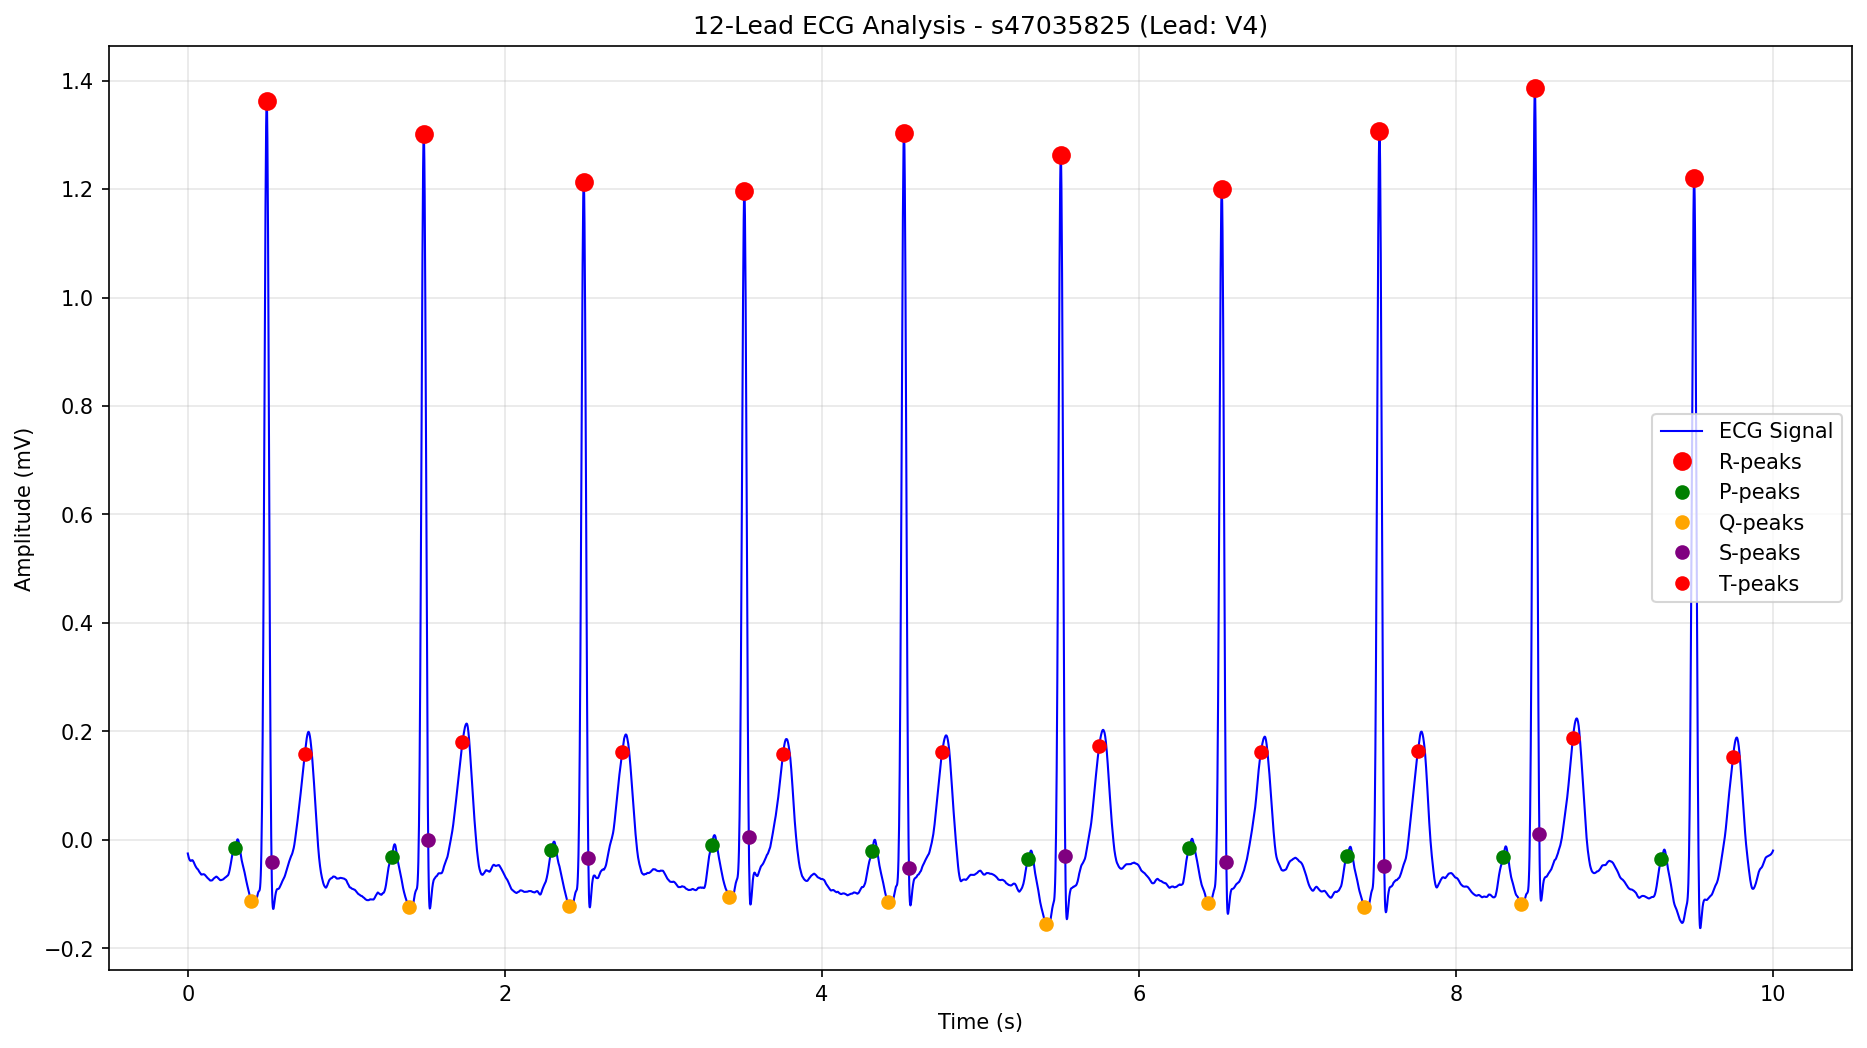 12-Lead ECG Analysis - s47035825 (Lead: V4)
Amplitude (mV)
1.4
1.2
1.0
0.8
0.6
0.4
0.2
0.0
−0.2
ECG Signal
R-peaks
P-peaks
Q-peaks
S-peaks
T-peaks
0 2 4 6 8 10
Time (s)